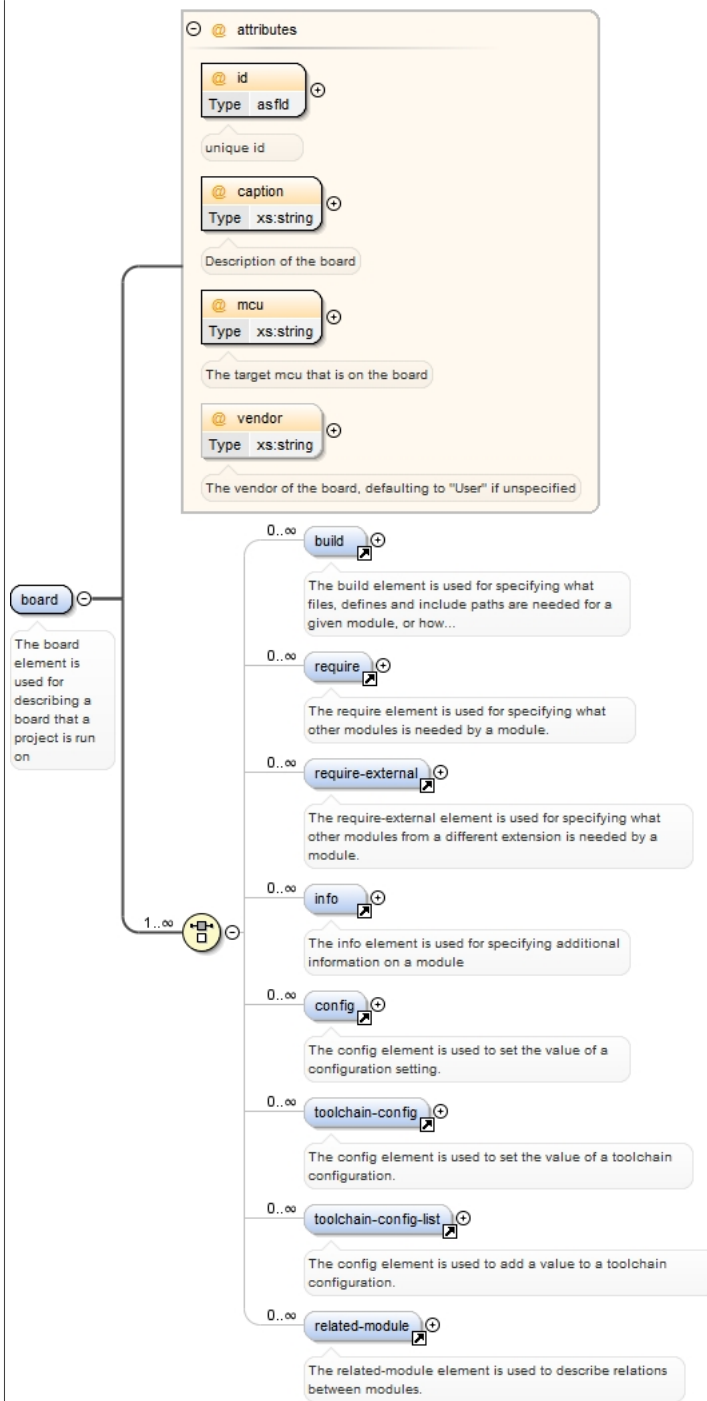 @ attributes
@ id
Type asfId
unique id
@ caption
Type xs:string
Description of the board
@ mcu
Type xs:string
The target mcu that is on the board
@ vendor
Type xs:string
The vendor of the board, defaulting to "User" if unspecified
board
The board
element is
used for
describing a
board that a
project is run
on
1..∞
0..∞
build
The build element is used for specifying what
files, defines and include paths are needed for a
given module, or how...
0..∞
require
The require element is used for specifying what
other modules is needed by a module.
0..∞
require-external
The require-external element is used for specifying what
other modules from a different extension is needed by a
module.
0..∞
info
The info element is used for specifying additional
information on a module
0..∞
config
The config element is used to set the value of a
configuration setting.
0..∞
toolchain-config
The config element is used to set the value of a toolchain
configuration.
0..∞
toolchain-config-list
The config element is used to add a value to a toolchain
configuration.
0..∞
related-module
The related-module element is used to describe relations
between modules.